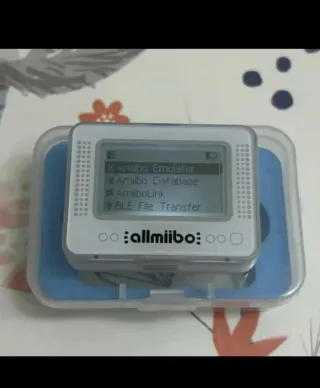 Amiibo Emulator
Amiibo Database
AmiiboLink
BLE File Transfer
allmiibo